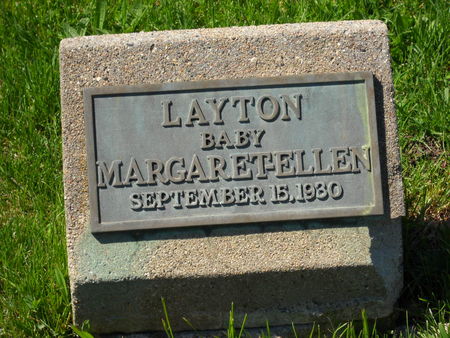 LAYTON
BABY
MARGARET ELLEN
SEPTEMBER 15, 1930